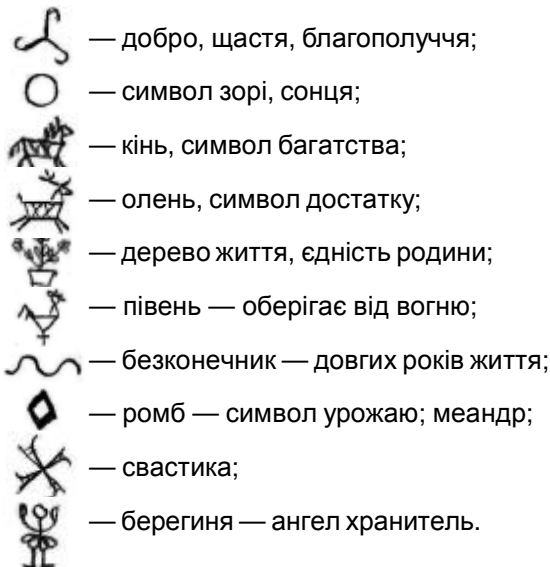 — добро, щастя, благополуччя;
— символ зорі, сонця;
— кінь, символ багатства;
— олень, символ достатку;
— дерево життя, єдність родини;
— півень — оберігає від вогню;
— безконечник — довгих років життя;
— ромб — символ урожаю; меандр;
— свастика;
— берегиня — ангел хранитель.